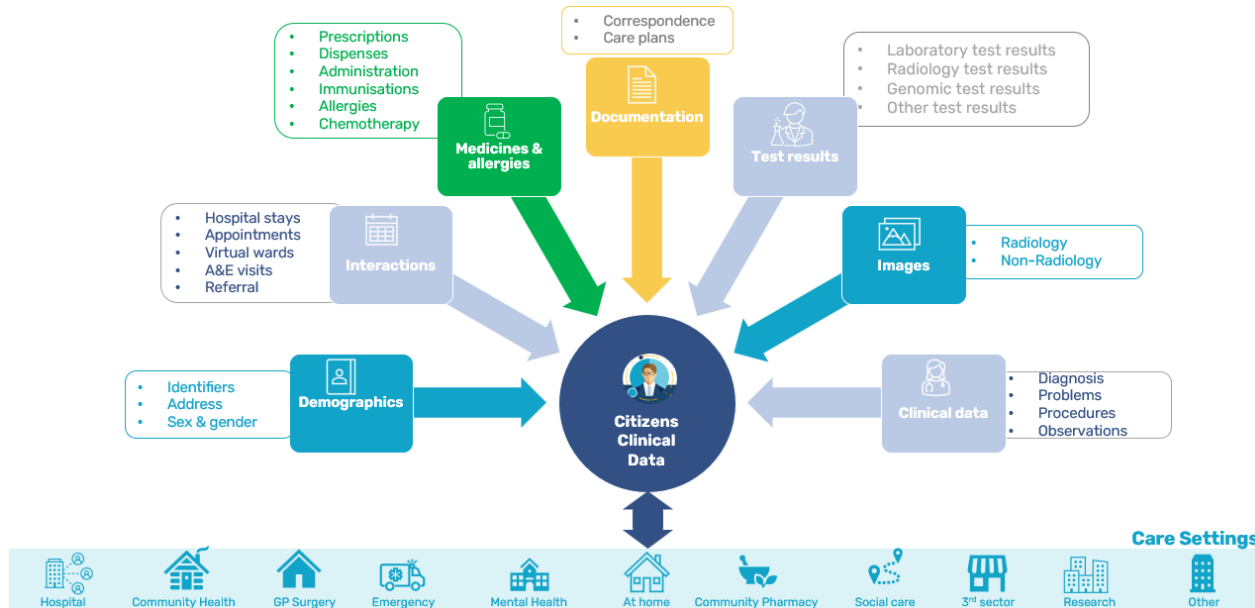 Correspondence
Care plans
Prescriptions
Dispenses
Administration
Immunisations
Allergies
Chemotherapy
Laboratory test results
Radiology test results
Genomic test results
Other test results
Documentation
Medicines &
allergies
Test results
Hospital stays
Appointments
Virtual wards
A&E visits
Referral
Interactions
Images
Radiology
Non-Radiology
Identifiers
Address
Sex & gender
Demographics
Citizens
Clinical
Data
Clinical data
Diagnosis
Problems
Procedures
Observations
Care Settings
Hospital
Community Health
GP Surgery
Emergency
Mental Health
At home
Community Pharmacy
Social care
3rd sector
Research
Other